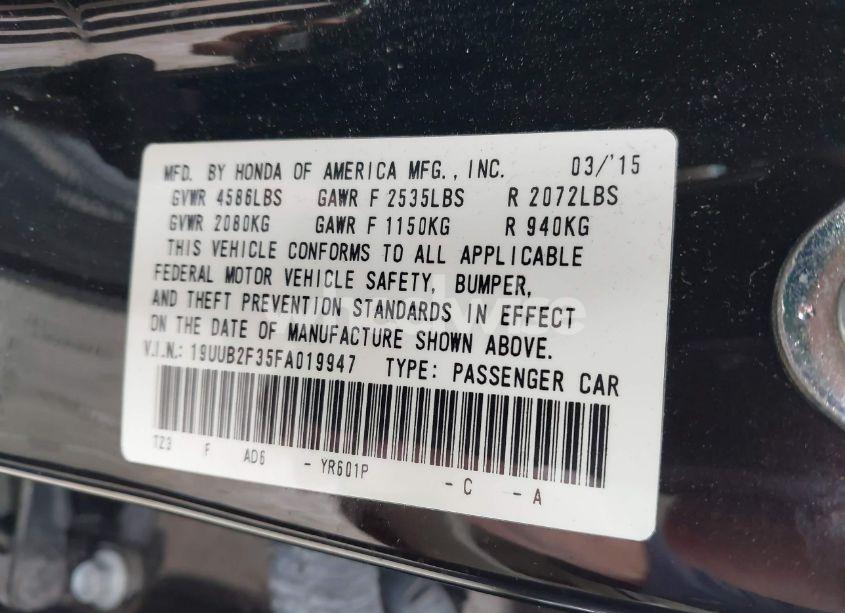 MFD. BY HONDA OF AMERICA MFG., INC. 03/'15
GVWR 4586LBS GAWR F 2535LBS R 2072LBS
GVWR 2080KG GAWR F 1150KG R 940KG
THIS VEHICLE CONFORMS TO ALL APPLICABLE
FEDERAL MOTOR VEHICLE SAFETY, BUMPER,
AND THEFT PREVENTION STANDARDS IN EFFECT
ON THE DATE OF MANUFACTURE SHOWN ABOVE.
V.I.N.: 19UUB2F35FA019947 TYPE: PASSENGER CAR
TZ3 F AD6 - YR601P - C - A